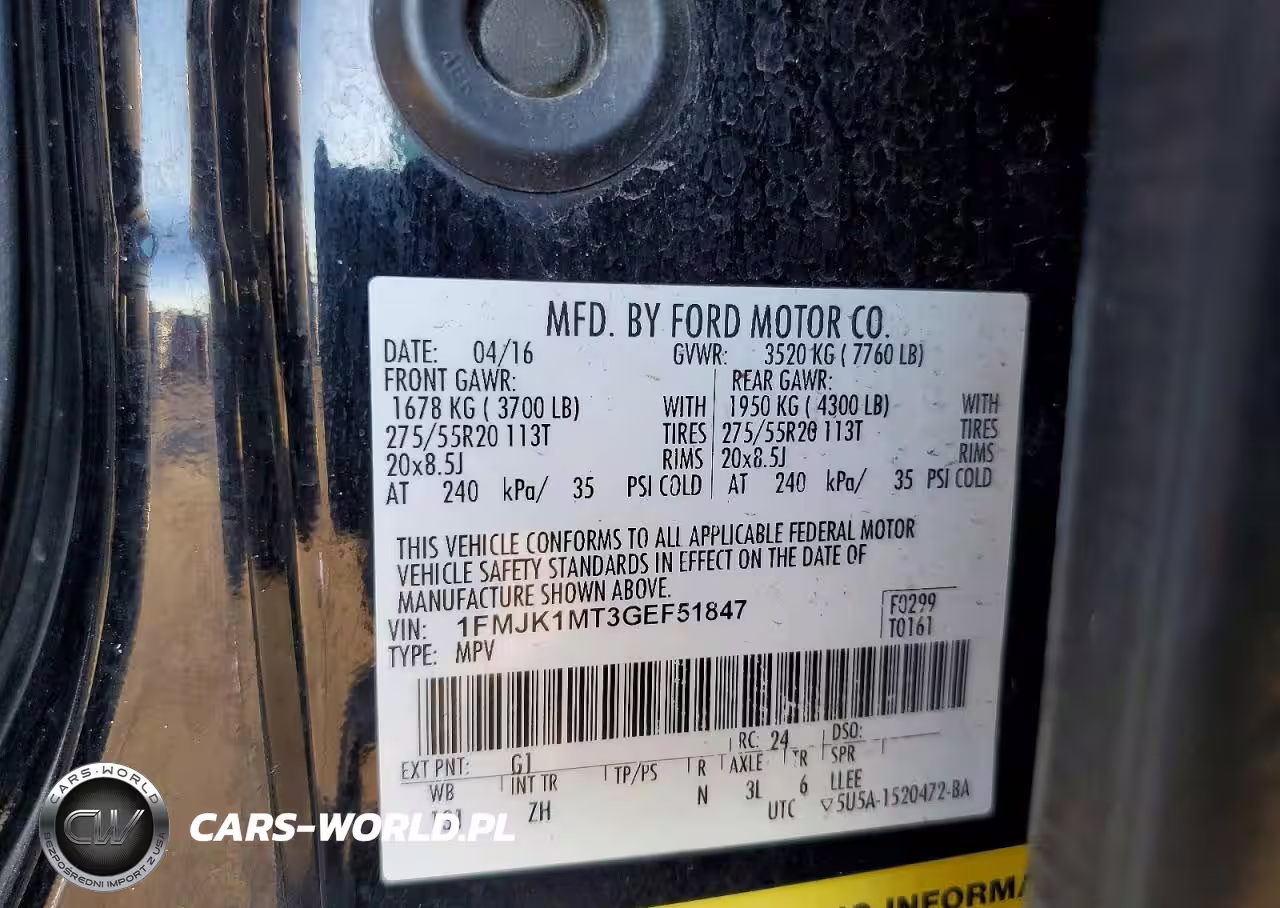 MFD. BY FORD MOTOR CO.
DATE: 04/16 GVWR: 3520 KG ( 7760 LB)
FRONT GAWR: REAR GAWR:
1678 KG ( 3700 LB) WITH 1950 KG ( 4300 LB) WITH
275/55R20 113T TIRES 275/55R20 113T TIRES
20x8.5J RIMS 20x8.5J RIMS
AT 240 kPa/ 35 PSI COLD AT 240 kPa/ 35 PSI COLD
THIS VEHICLE CONFORMS TO ALL APPLICABLE FEDERAL MOTOR
VEHICLE SAFETY STANDARDS IN EFFECT ON THE DATE OF
MANUFACTURE SHOWN ABOVE.
VIN: 1FMJK1MT3GEF51847
F0299
T0161
TYPE: MPV
EXT PNT: G1 RC: 24 DSO:
WB INT TR TP/PS R AXLE TR SPR
ZH N 3L 6 LLEE
UTC ▽5U5A-1520472-BA
CARS-WORLD
CW
BEZPOŚREDNI IMPORT Z USA
CARS-WORLD.PL